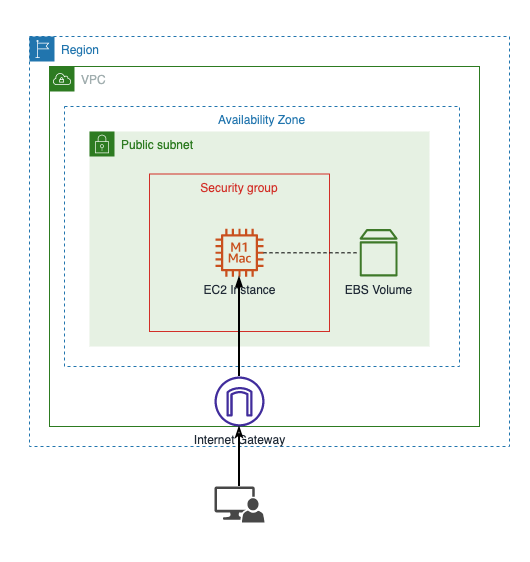 Region
VPC
Availability Zone
Public subnet
Security group
M1
Mac
EC2 Instance
EBS Volume
Internet Gateway